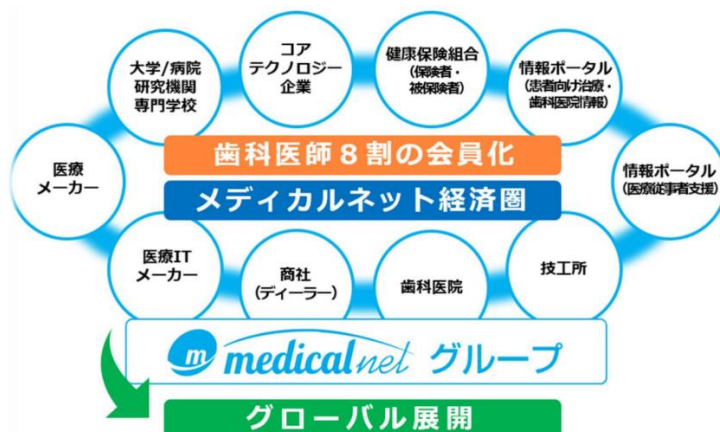 大学/病院
研究機関
専門学校
コア
テクノロジー
企業
健康保険組合
(保険者・
被保険者)
情報ポータル
(患者向け治療・
歯科医院情報)
医療
メーカー
歯科医師8割の会員化
メディカルネット経済圏
情報ポータル
(医療従事者支援)
医療IT
メーカー
商社
(ディーラー)
歯科医院
技工所
m medicalnet グループ
グローバル展開